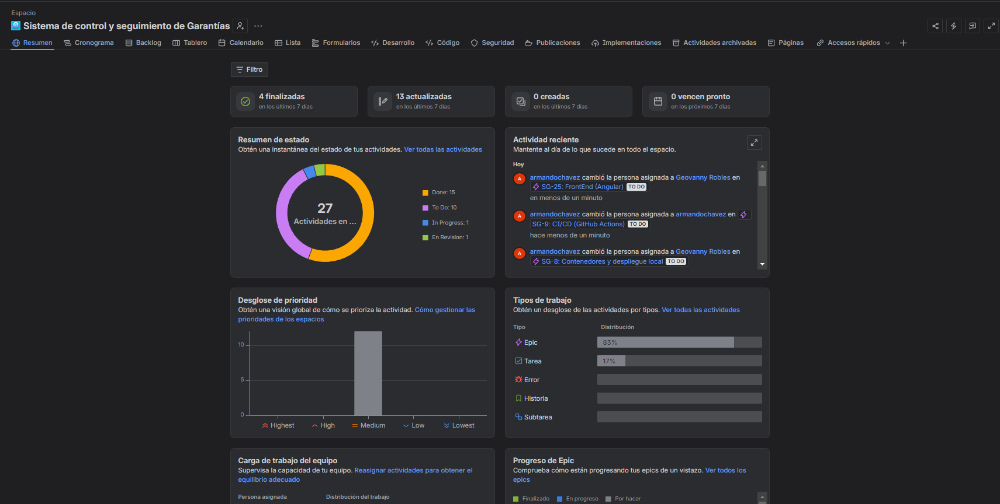 Espacio
Sistema de control y seguimiento de Garantías
Resumen
Cronograma
Backlog
Tablero
Calendario
Lista
Formularios
Desarrollo
Código
Seguridad
Publicaciones
Implementaciones
Actividades archivadas
Páginas
Accesos rápidos
Filtro
4 finalizadas
en los últimos 7 días
13 actualizadas
en los últimos 7 días
0 creadas
en los últimos 7 días
0 vencen pronto
en los próximos 7 días
Resumen de estado
Obtén una instantánea del estado de tus actividades. Ver todas las actividades
27
Actividades en ...
Done: 15
To Do: 10
In Progress: 1
En Revision: 1
Actividad reciente
Mantente al día de lo que sucede en todo el espacio.
Hoy
A
armandochavez cambió la persona asignada a Geovanny Robles en
SG-25: FrontEnd (Angular) TO DO
en menos de un minuto
A
armandochavez cambió la persona asignada a armandochavez en
SG-9: CI/CD (GitHub Actions) TO DO
hace menos de un minuto
A
armandochavez cambió la persona asignada a Geovanny Robles en
SG-8: Contenedores y despliegue local TO DO
Desglose de prioridad
Obtén una visión global de cómo se prioriza la actividad. Cómo gestionar las
prioridades de los espacios
10
5
0
Highest
High
Medium
Low
Lowest
Tipos de trabajo
Obtén un desglose de las actividades por tipos. Ver todas las actividades
Tipo
Distribución
Epic
83%
Tarea
17%
Error
Historia
Subtarea
Carga de trabajo del equipo
Supervisa la capacidad de tu equipo. Reasignar actividades para obtener el
equilibrio adecuado
Persona asignada
Distribución del trabajo
Progreso de Epic
Comprueba cómo están progresando tus epics de un vistazo. Ver todos los
epics
Finalizado
En progreso
Por hacer